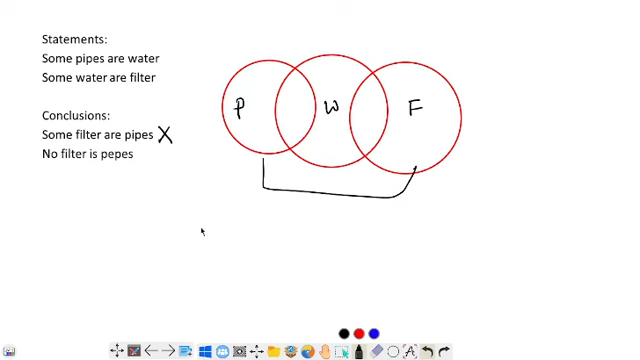 Statements:
Some pipes are water
Some water are filter
Conclusions:
Some filter are pipes X
No filter is pepes
P W F